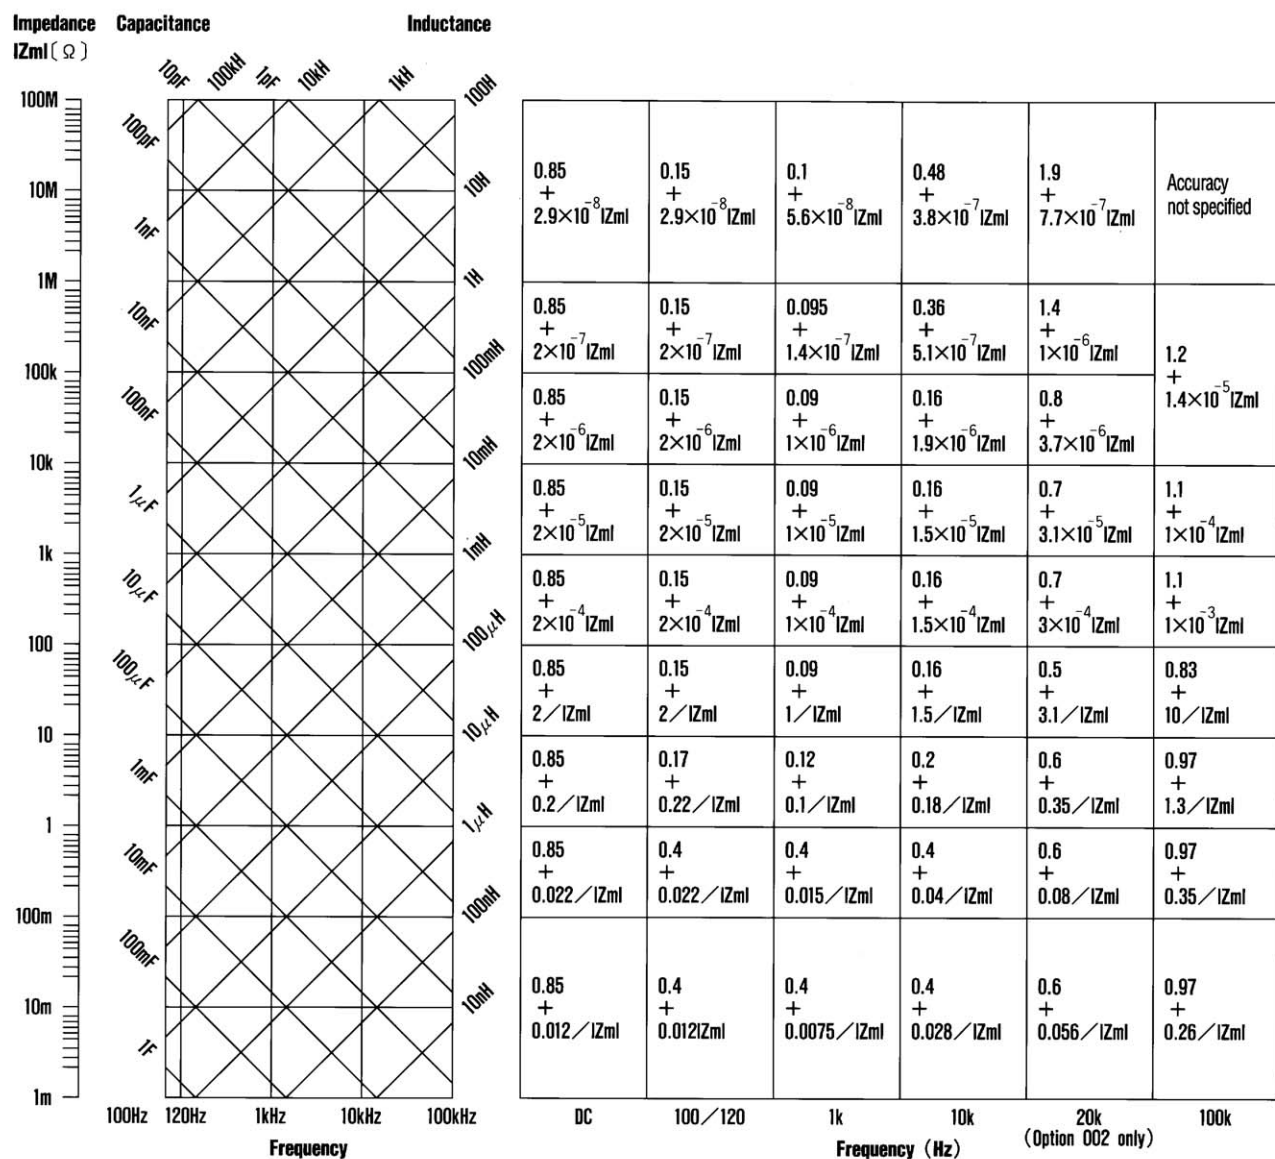 Impedance Capacitance Inductance
|Zm|(Ω)
10pF 100kH 1pF 10kH 1kH 100H
100M
100pF
10M
10H
1nF
1M
1H
10nF
100k
100mH
100nF
10k
10mH
1μF
1k
1mH
10μF
100
100μH
100μF
10
10μH
1mF
1
1μH
10mF
100m
100nH
100mF
10m
10nH
1F
1m
100Hz 120Hz 1kHz 10kHz 100kHz
Frequency
0.85 0.15 0.1 0.48 1.9 Accuracy
+ + + + + not specified
2.9×10⁻⁸|Zm| 2.9×10⁻⁸|Zm| 5.6×10⁻⁸|Zm| 3.8×10⁻⁷|Zm| 7.7×10⁻⁷|Zm|
0.85 0.15 0.095 0.36 1.4
+ + + + +
2×10⁻⁷|Zm| 2×10⁻⁷|Zm| 1.4×10⁻⁷|Zm| 5.1×10⁻⁷|Zm| 1×10⁻⁶|Zm|
1.2
+
1.4×10⁻⁵|Zm|
0.85 0.15 0.09 0.16 0.8
+ + + + +
2×10⁻⁶|Zm| 2×10⁻⁶|Zm| 1×10⁻⁶|Zm| 1.9×10⁻⁶|Zm| 3.7×10⁻⁶|Zm|
0.85 0.15 0.09 0.16 0.7 1.1
+ + + + + +
2×10⁻⁵|Zm| 2×10⁻⁵|Zm| 1×10⁻⁵|Zm| 1.5×10⁻⁵|Zm| 3.1×10⁻⁵|Zm| 1×10⁻⁴|Zm|
0.85 0.15 0.09 0.16 0.7 1.1
+ + + + + +
2×10⁻⁴|Zm| 2×10⁻⁴|Zm| 1×10⁻⁴|Zm| 1.5×10⁻⁴|Zm| 3×10⁻⁴|Zm| 1×10⁻³|Zm|
0.85 0.15 0.09 0.16 0.5 0.83
+ + + + + +
2/|Zm| 2/|Zm| 1/|Zm| 1.5/|Zm| 3.1/|Zm| 10/|Zm|
0.85 0.17 0.12 0.2 0.6 0.97
+ + + + + +
0.2/|Zm| 0.22/|Zm| 0.1/|Zm| 0.18/|Zm| 0.35/|Zm| 1.3/|Zm|
0.85 0.4 0.4 0.4 0.6 0.97
+ + + + + +
0.022/|Zm| 0.022/|Zm| 0.015/|Zm| 0.04/|Zm| 0.08/|Zm| 0.35/|Zm|
0.85 0.4 0.4 0.4 0.6 0.97
+ + + + + +
0.012/|Zm| 0.012|Zm| 0.0075/|Zm| 0.028/|Zm| 0.056/|Zm| 0.26/|Zm|
DC 100/120 1k 10k 20k 100k
(Option 002 only)
Frequency (Hz)